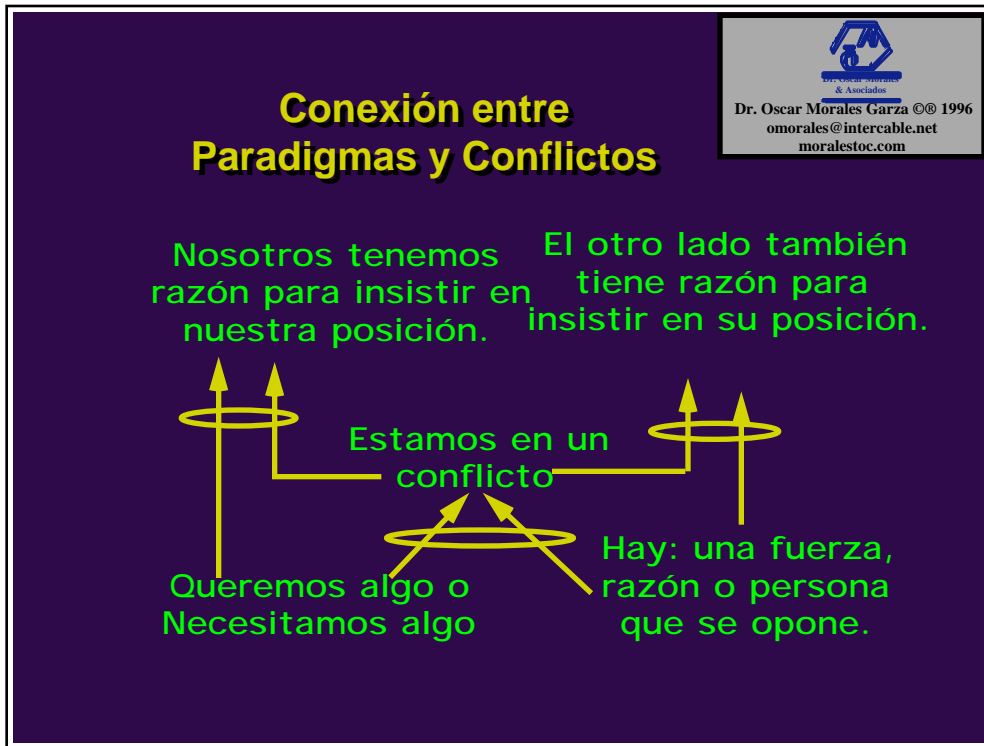 Dr. Oscar Morales
& Asociados
Dr. Oscar Morales Garza ©® 1996
omorales@intercable.net
moralestoc.com
Conexión entre
Paradigmas y Conflictos
Nosotros tenemos
razón para insistir en
nuestra posición.
El otro lado también
tiene razón para
insistir en su posición.
Estamos en un
conflicto
Queremos algo o
Necesitamos algo
Hay: una fuerza,
razón o persona
que se opone.